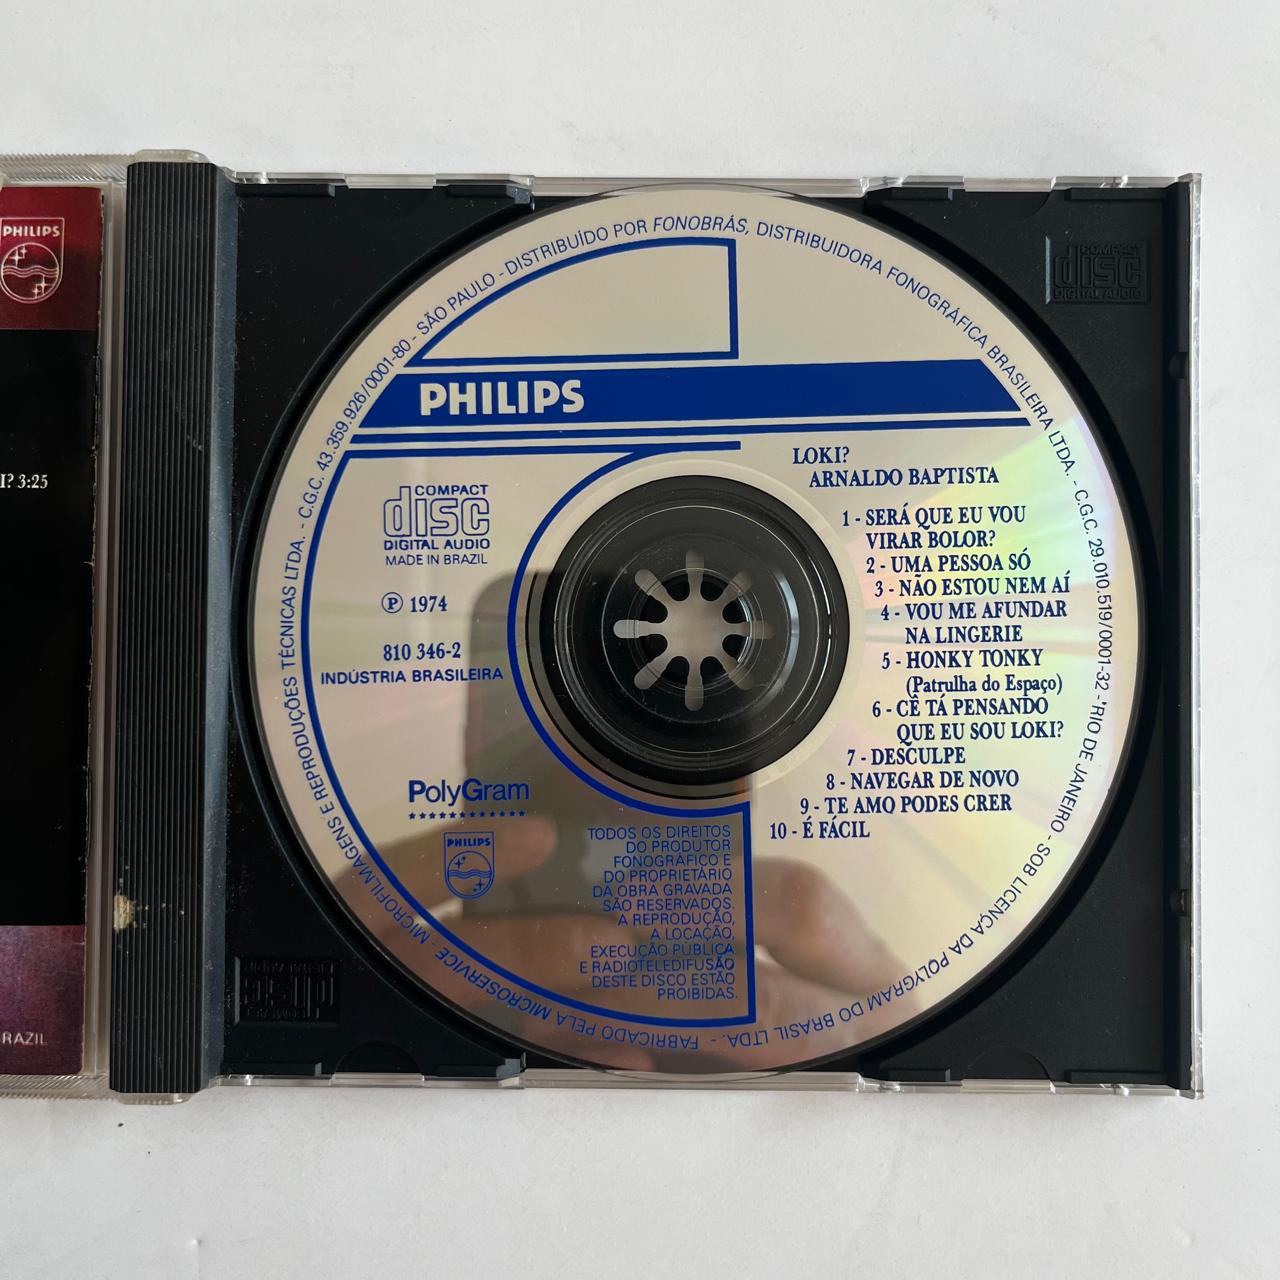 PHILIPS
I? 3:25
RAZIL
SÃO PAULO - DISTRIBUÍDO POR FONOBRÁS, DISTRIBUIDORA FONOGRÁFICA BRASILEIRA LTDA. - C.G.C. 29.010.519/0001-32 - RIO DE JANEIRO - SOB LICENÇA DA POLYGRAM DO BRASIL LTDA. - FABRICADO PELA MICROSERVICE - MICROFILMAGENS E REPRODUÇÕES TÉCNICAS LTDA. - C.G.C. 43.359.926/0001-80 -
PHILIPS
COMPACT
disc
DIGITAL AUDIO
MADE IN BRAZIL
Ⓟ 1974
810 346-2
INDÚSTRIA BRASILEIRA
PolyGram
PHILIPS
TODOS OS DIREITOS
DO PRODUTOR
FONOGRÁFICO E
DO PROPRIETÁRIO
DA OBRA GRAVADA
SÃO RESERVADOS.
A REPRODUÇÃO,
A LOCAÇÃO,
EXECUÇÃO PÚBLICA
E RADIOTELEDIFUSÃO
DESTE DISCO ESTÃO
PROIBIDAS.
LOKI?
ARNALDO BAPTISTA
1 - SERÁ QUE EU VOU
VIRAR BOLOR?
2 - UMA PESSOA SÓ
3 - NÃO ESTOU NEM AÍ
4 - VOU ME AFUNDAR
NA LINGERIE
5 - HONKY TONKY
(Patrulha do Espaço)
6 - CÊ TÁ PENSANDO
QUE EU SOU LOKI?
7 - DESCULPE
8 - NAVEGAR DE NOVO
9 - TE AMO PODES CRER
10 - É FÁCIL
COMPACT
disc
DIGITAL AUDIO
COMPACT
disc
DIGITAL AUDIO